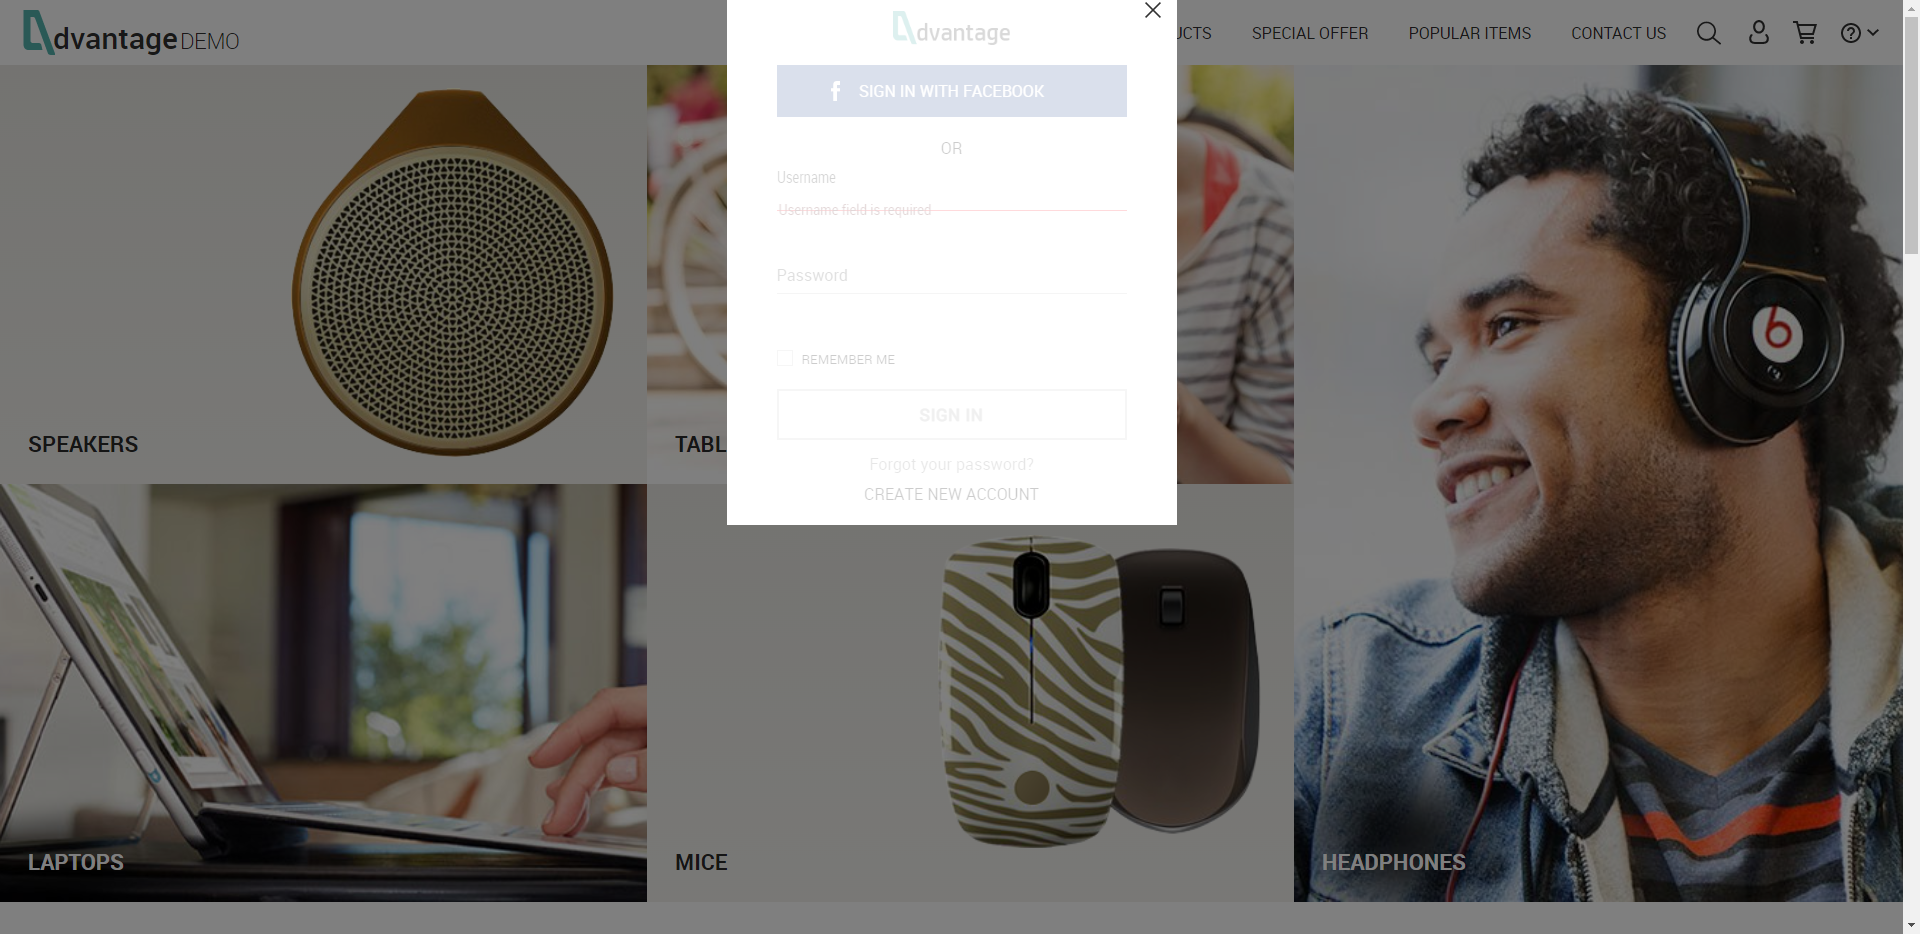 dvantage DEMO
dvantage
UCTS
SPECIAL OFFER
POPULAR ITEMS
CONTACT US
SIGN IN WITH FACEBOOK
OR
Username
Username field is required
Password
REMEMBER ME
SIGN IN
Forgot your password?
CREATE NEW ACCOUNT
SPEAKERS
TABL
LAPTOPS
MICE
HEADPHONES